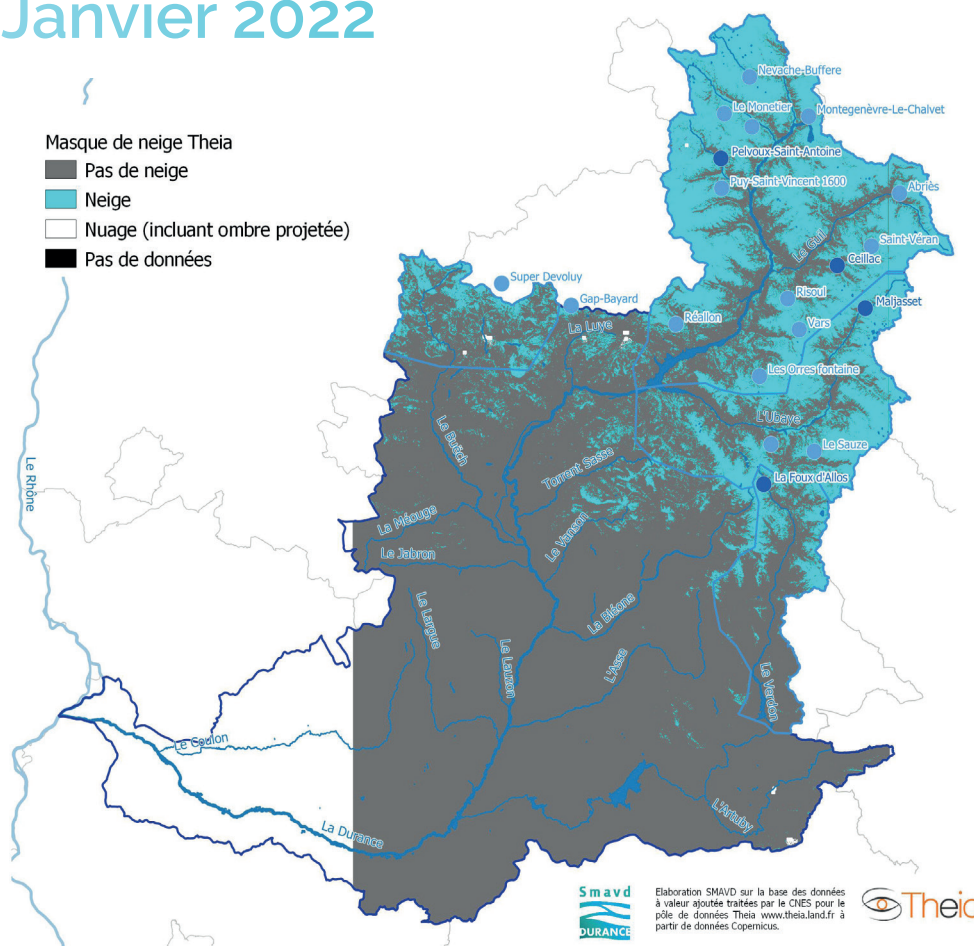 Janvier 2022
Masque de neige Theia
Pas de neige
Neige
Nuage (incluant ombre projetée)
Pas de données
Nevache-Buffere
Le Monetier
Montegenèvre-Le-Chalvet
Pelvoux-Saint-Antoine
Puy-Saint-Vincent 1600
Abriès
Le Guil
Saint-Véran
Ceillac
Super Devoluy
Risoul
Maljasset
Gap-Bayard
Réallon
La Luye
Vars
Les Orres fontaine
L'Ubaye
Le Buëch
Le Sauze
Torrent Sasse
La Foux d'Allos
Le Rhône
La Méouge
Le Vanson
Le Jabron
Le Largue
La Bléone
Le Lauzon
L'Asse
Le Verdon
Le Coulon
La Durance
L'Artuby
Smavd
DURANCE
Elaboration SMAVD sur la base des données
à valeur ajoutée traitées par le CNES pour le
pôle de données Theia www.theia.land.fr à
partir de données Copernicus.
Theia